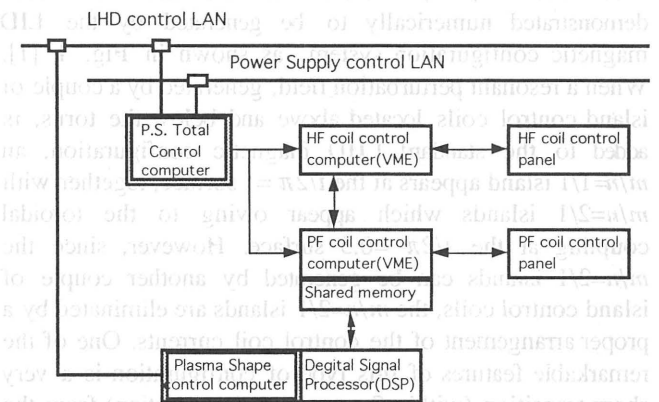 LHD control LAN
Power Supply control LAN
P.S. Total
Control
computer
HF coil control
computer(VME)
HF coil control
panel
PF coil control
computer(VME)
PF coil control
panel
Shared memory
Plasma Shape
control computer
Degital Signal
Processor(DSP)